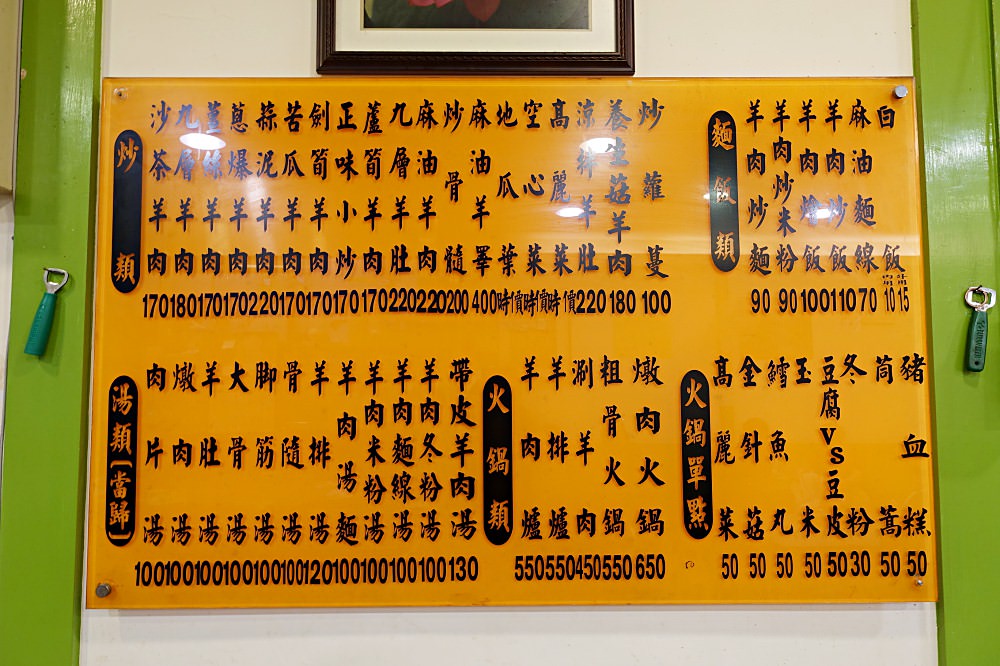 炒類
沙茶羊肉 170
九層羊肉 180
薑絲羊肉 170
蔥爆羊肉 170
蒜泥羊肉 220
苦瓜羊肉 170
劍筍羊肉 170
正味小炒 170
蘆筍羊肉 170
九層羊肚 220
麻油羊肉 220
炒骨髓 200
麻油羊睪 400
地瓜葉 時價
空心菜 時價
高麗菜 時價
涼拌羊肚 220
養生菇羊肉 180
炒蘿蔓 100
麵飯類
羊肉炒麵 90
羊肉炒米粉 90
羊肉燴飯 100
羊肉炒飯 110
麻油麵線 70
白飯 內用10 15
湯類〔當歸〕
肉片湯 100
燉肉湯 100
羊肚湯 100
大骨湯 100
腳筋湯 100
骨隨湯 100
羊排湯 120
羊肉湯麵 100
羊肉米粉湯 100
羊肉麵線湯 100
羊肉冬粉湯 100
帶皮羊肉湯 130
火鍋類
羊肉爐 550
羊排爐 550
涮羊肉 450
粗骨火鍋 550
燉肉火鍋 650
火鍋單點
高麗菜 50
金針菇 50
鱈魚丸 50
玉米 50
豆腐vs豆皮 50
冬粉 30
茼蒿 50
豬血糕 50